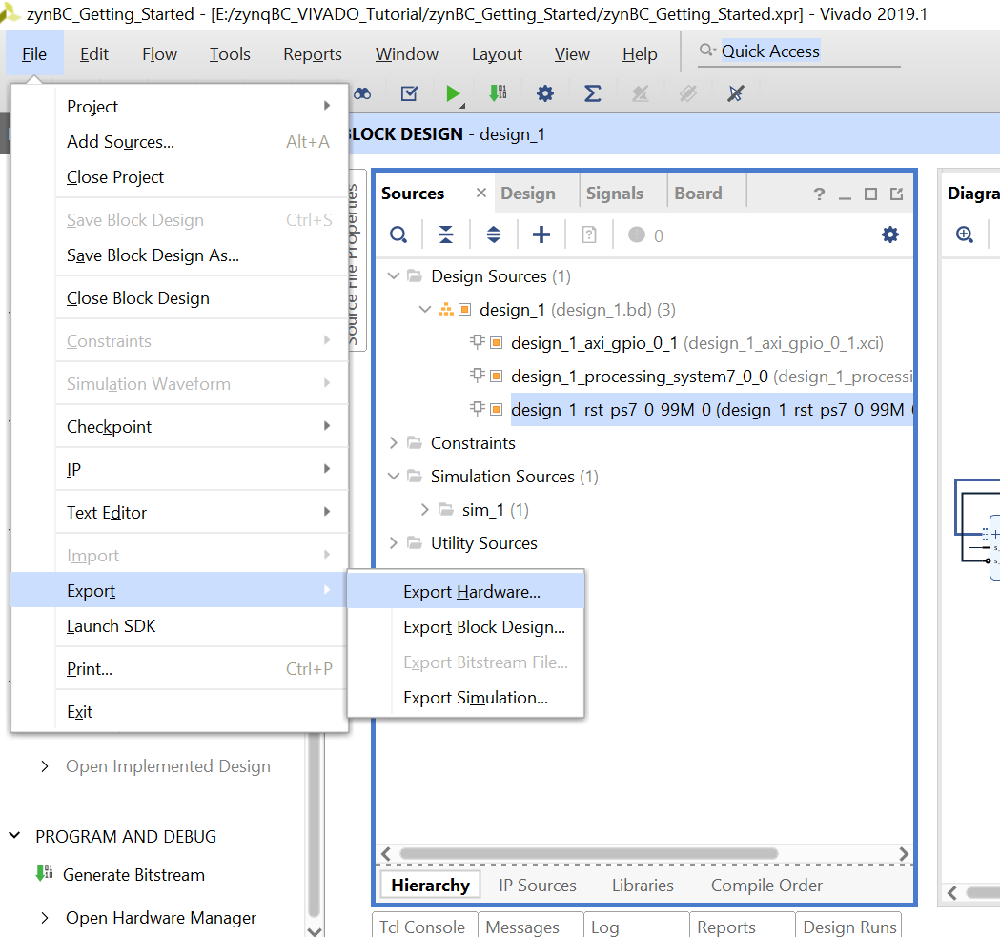 zynBC_Getting_Started - [E:/zynqBC_VIVADO_Tutorial/zynBC_Getting_Started/zynBC_Getting_Started.xpr] - Vivado 2019.1
File Edit Flow Tools Reports Window Layout View Help Quick Access
BLOCK DESIGN - design_1
Project
Add Sources... Alt+A
Close Project
Save Block Design Ctrl+S
Save Block Design As...
Close Block Design
Constraints
Simulation Waveform
Checkpoint
IP
Text Editor
Import
Export
Launch SDK
Print... Ctrl+P
Exit
Export Hardware...
Export Block Design...
Export Bitstream File...
Export Simulation...
Source File Properties
Sources Design Signals Board ? 
0
Design Sources (1)
design_1 (design_1.bd) (3)
design_1_axi_gpio_0_1 (design_1_axi_gpio_0_1.xci)
design_1_processing_system7_0_0 (design_1_processi
design_1_rst_ps7_0_99M_0 (design_1_rst_ps7_0_99M_
Constraints
Simulation Sources (1)
sim_1 (1)
Utility Sources
Hierarchy IP Sources Libraries Compile Order
Tcl Console Messages Log Reports Design Runs
Diagra
Open Implemented Design
PROGRAM AND DEBUG
Generate Bitstream
Open Hardware Manager